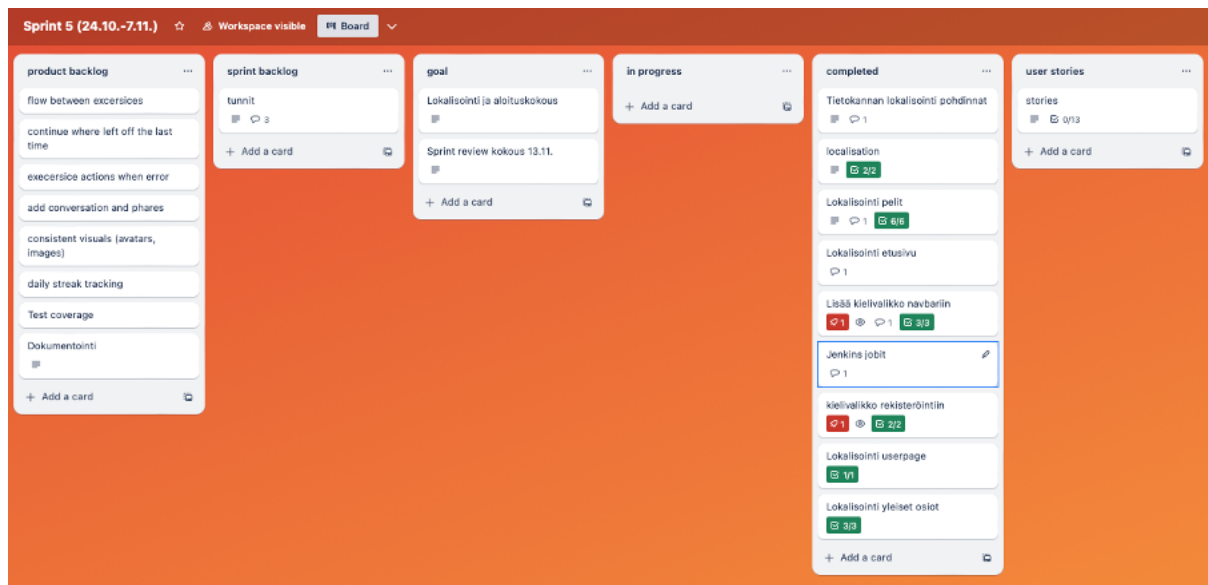 Sprint 5 (24.10.-7.11.)
Workspace visible
Board
product backlog
flow between excersices
continue where left off the last
time
execersice actions when error
add conversation and phares
consistent visuals (avatars,
images)
daily streak tracking
Test coverage
Dokumentointi
+ Add a card
sprint backlog
tunnit
3
+ Add a card
goal
Lokalisointi ja aloituskokous
Sprint review kokous 13.11.
+ Add a card
in progress
+ Add a card
completed
Tietokannan lokalisointi pohdinnat
1
localisation
2/2
Lokalisointi pelit
1 6/6
Lokalisointi etusivu
1
Lisää kielivalikko navbariin
1 1 3/3
Jenkins jobit
1
kielivalikko rekisteröintiin
1 2/2
Lokalisointi userpage
1/1
Lokalisointi yleiset osiot
3/3
+ Add a card
user stories
stories
0/13
+ Add a card